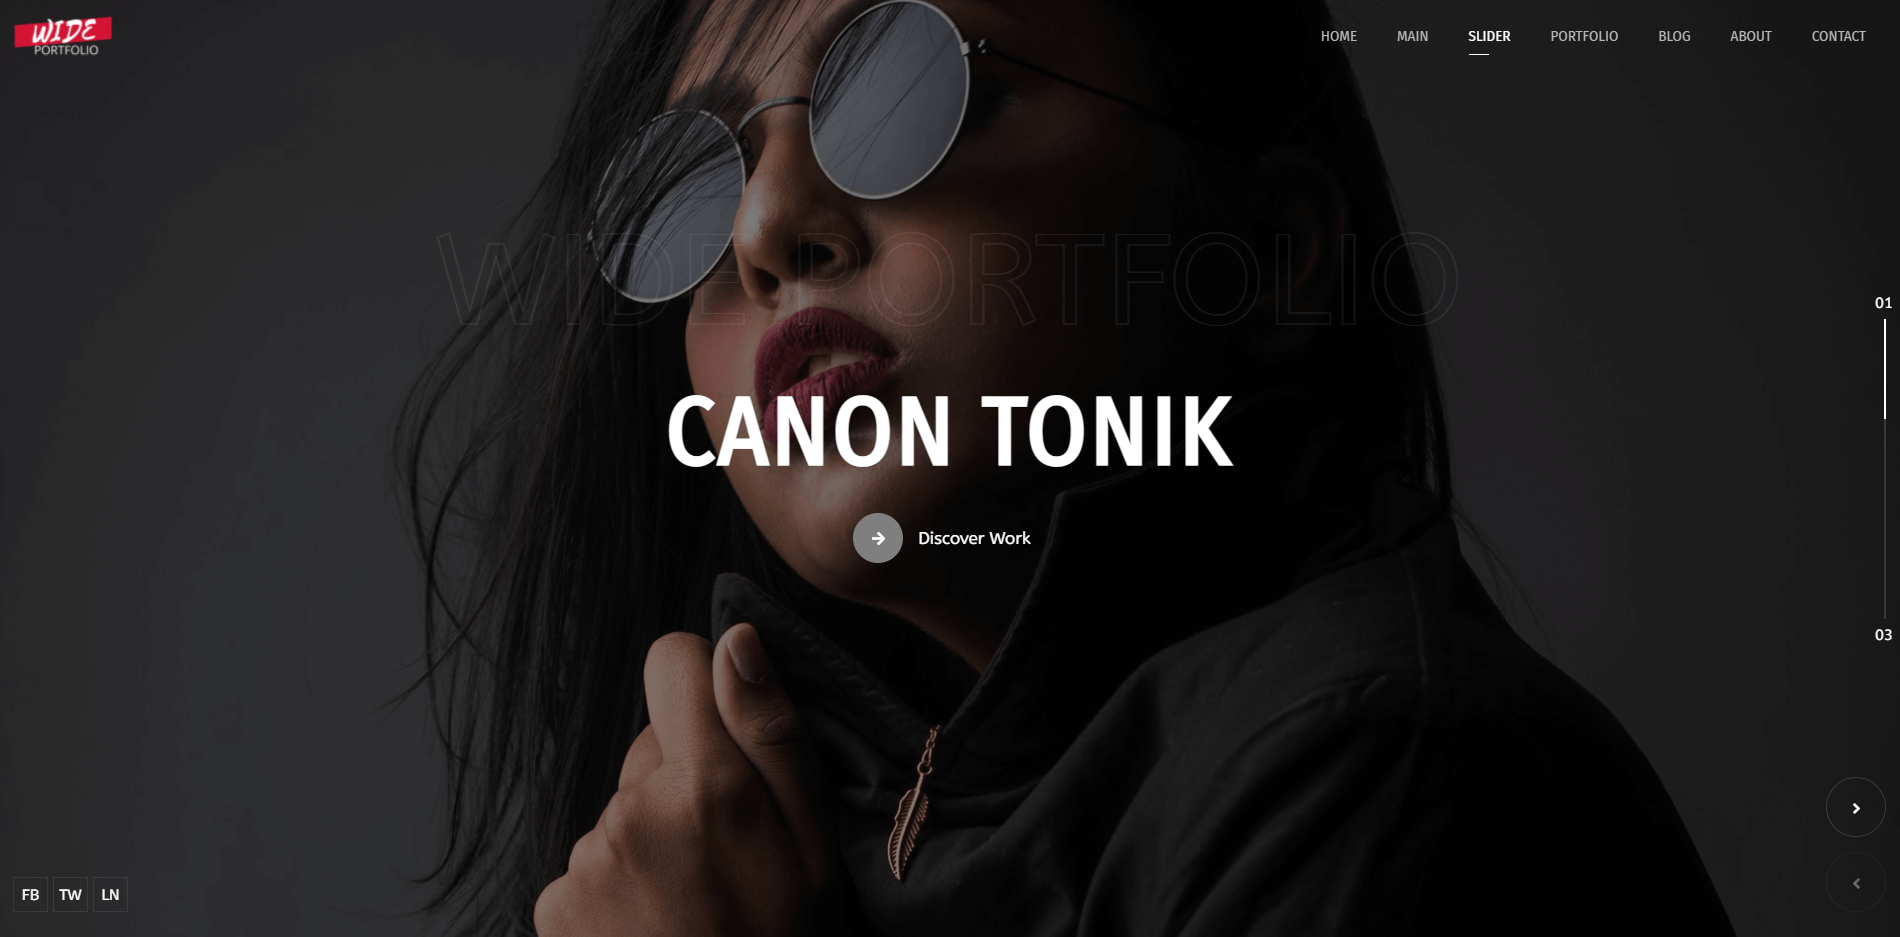 WIDE
PORTFOLIO
HOME MAIN SLIDER PORTFOLIO BLOG ABOUT CONTACT
WIDE PORTFOLIO
01
CANON TONIK
Discover Work
03
FB TW LN